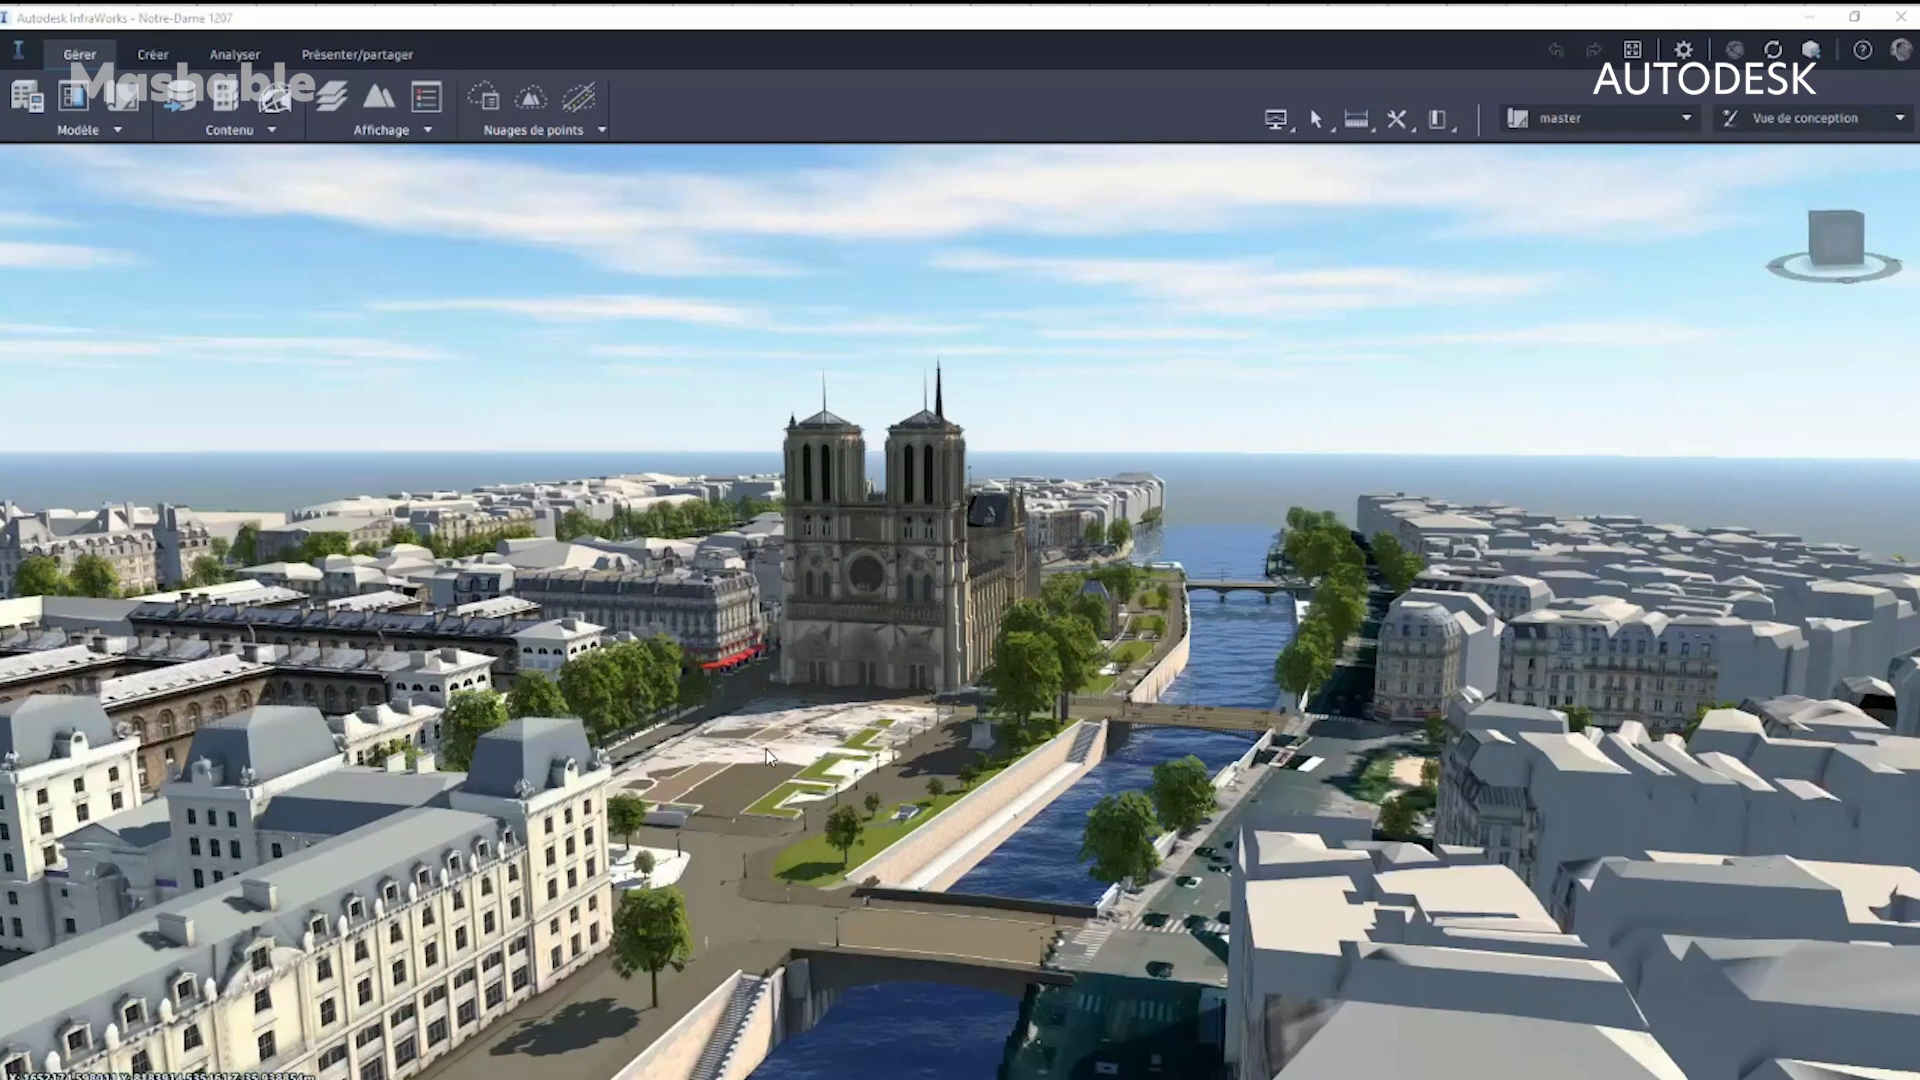 Autodesk InfraWorks - Notre-Dame 1207
Gérer Créer Analyser Présenter/partager
Mashable
AUTODESK
Modèle Contenu Affichage Nuages de points
master Vue de conception